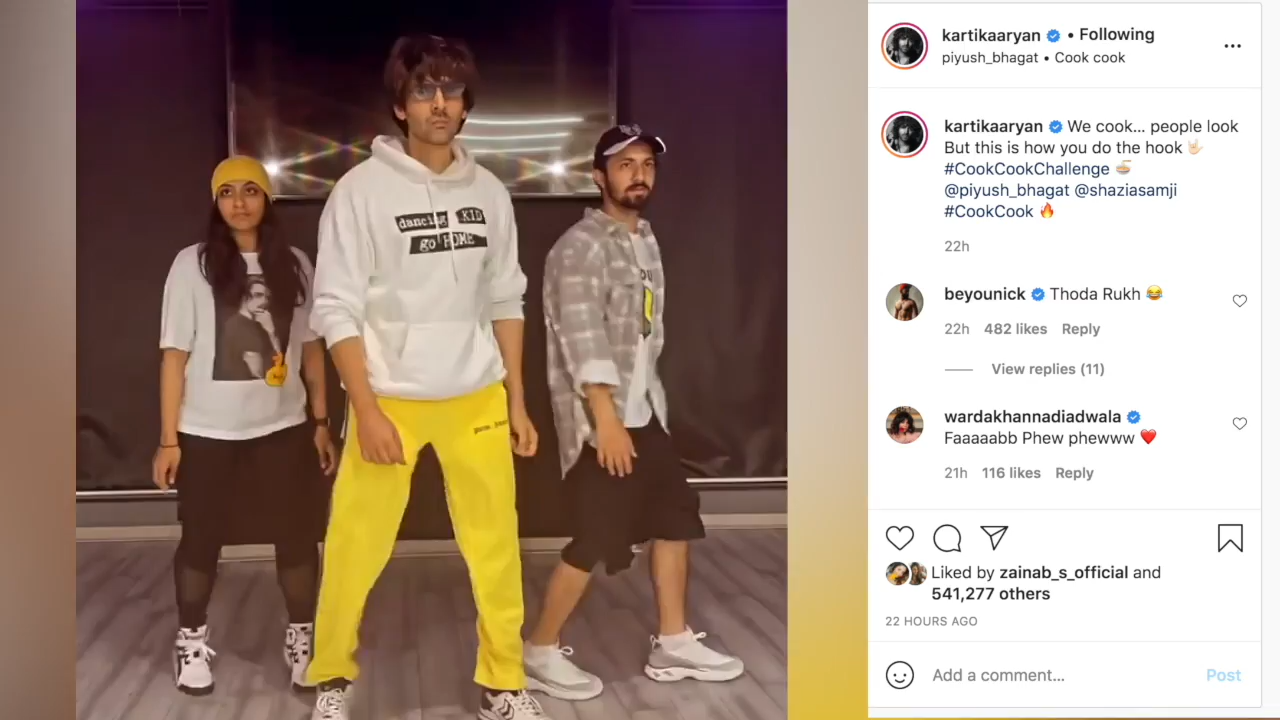 dancing KID
go HOME
kartikaaryan • Following
piyush_bhagat • Cook cook
kartikaaryan We cook... people look
But this is how you do the hook 🤟🏻
#CookCookChallenge 🍜
@piyush_bhagat @shaziasamji
#CookCook 🔥
22h
beyounick Thoda Rukh 😂
22h 482 likes Reply
View replies (11)
wardakhannadiadwala
Faaaaabb Phew phewww ❤️
21h 116 likes Reply
Liked by zainab_s_official and
541,277 others
22 HOURS AGO
Add a comment... Post